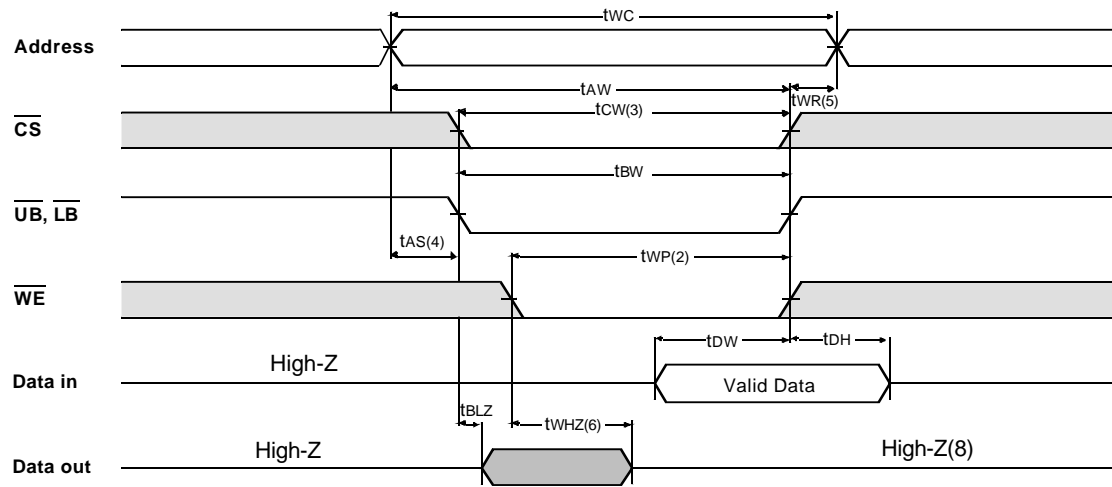 tWC
Address
tAW
tWR(5)
tCW(3)
CS
tBW
UB, LB
tAS(4)
tWP(2)
WE
tDW
tDH
High-Z
Data in
Valid Data
tBLZ
tWHZ(6)
High-Z
High-Z(8)
Data out